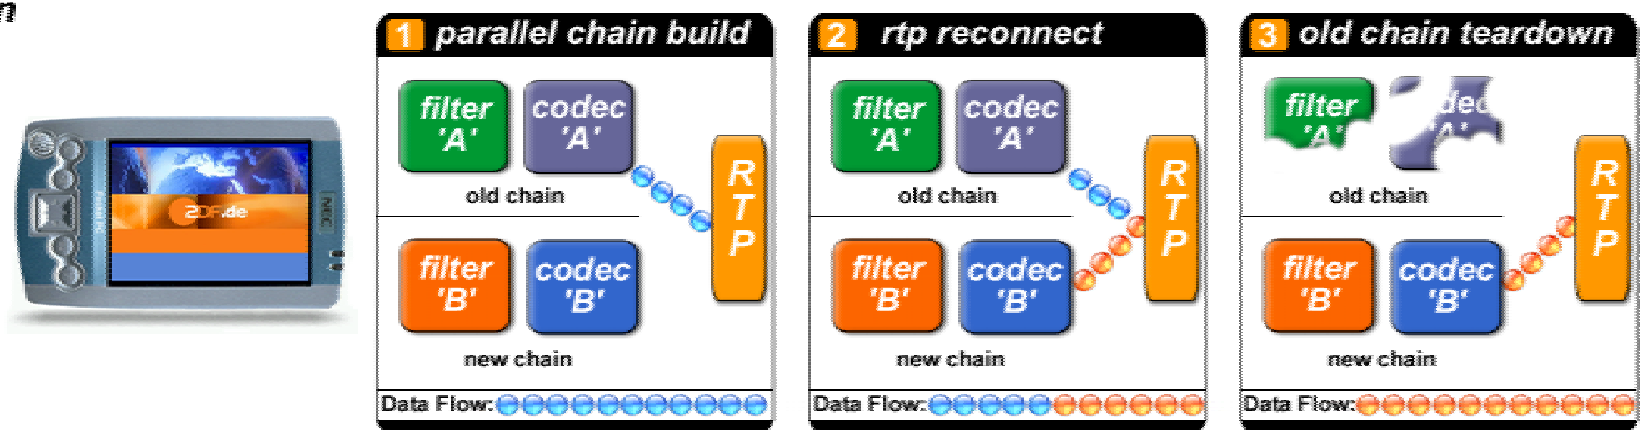 n
ZDF.de
NEC
1 parallel chain build
filter 'A'
codec 'A'
old chain
RTP
filter 'B'
codec 'B'
new chain
Data Flow:
2 rtp reconnect
filter 'A'
codec 'A'
old chain
RTP
filter 'B'
codec 'B'
new chain
Data Flow:
3 old chain teardown
filter 'A'
dec 'A'
old chain
RTP
filter 'B'
codec 'B'
new chain
Data Flow: